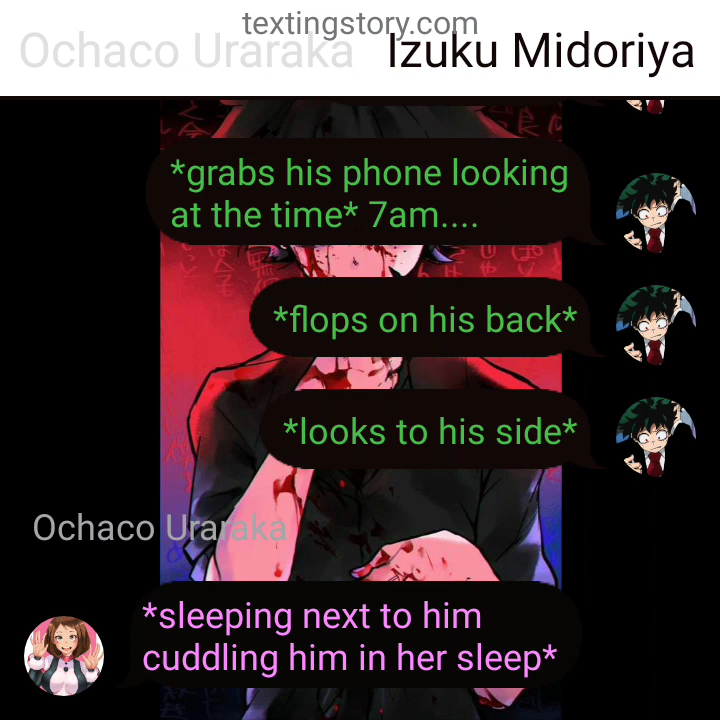 textingstory.com
Ochaco Uraraka Izuku Midoriya
*grabs his phone looking
at the time* 7am....
*flops on his back*
*looks to his side*
Ochaco Uraraka
*sleeping next to him
cuddling him in her sleep*